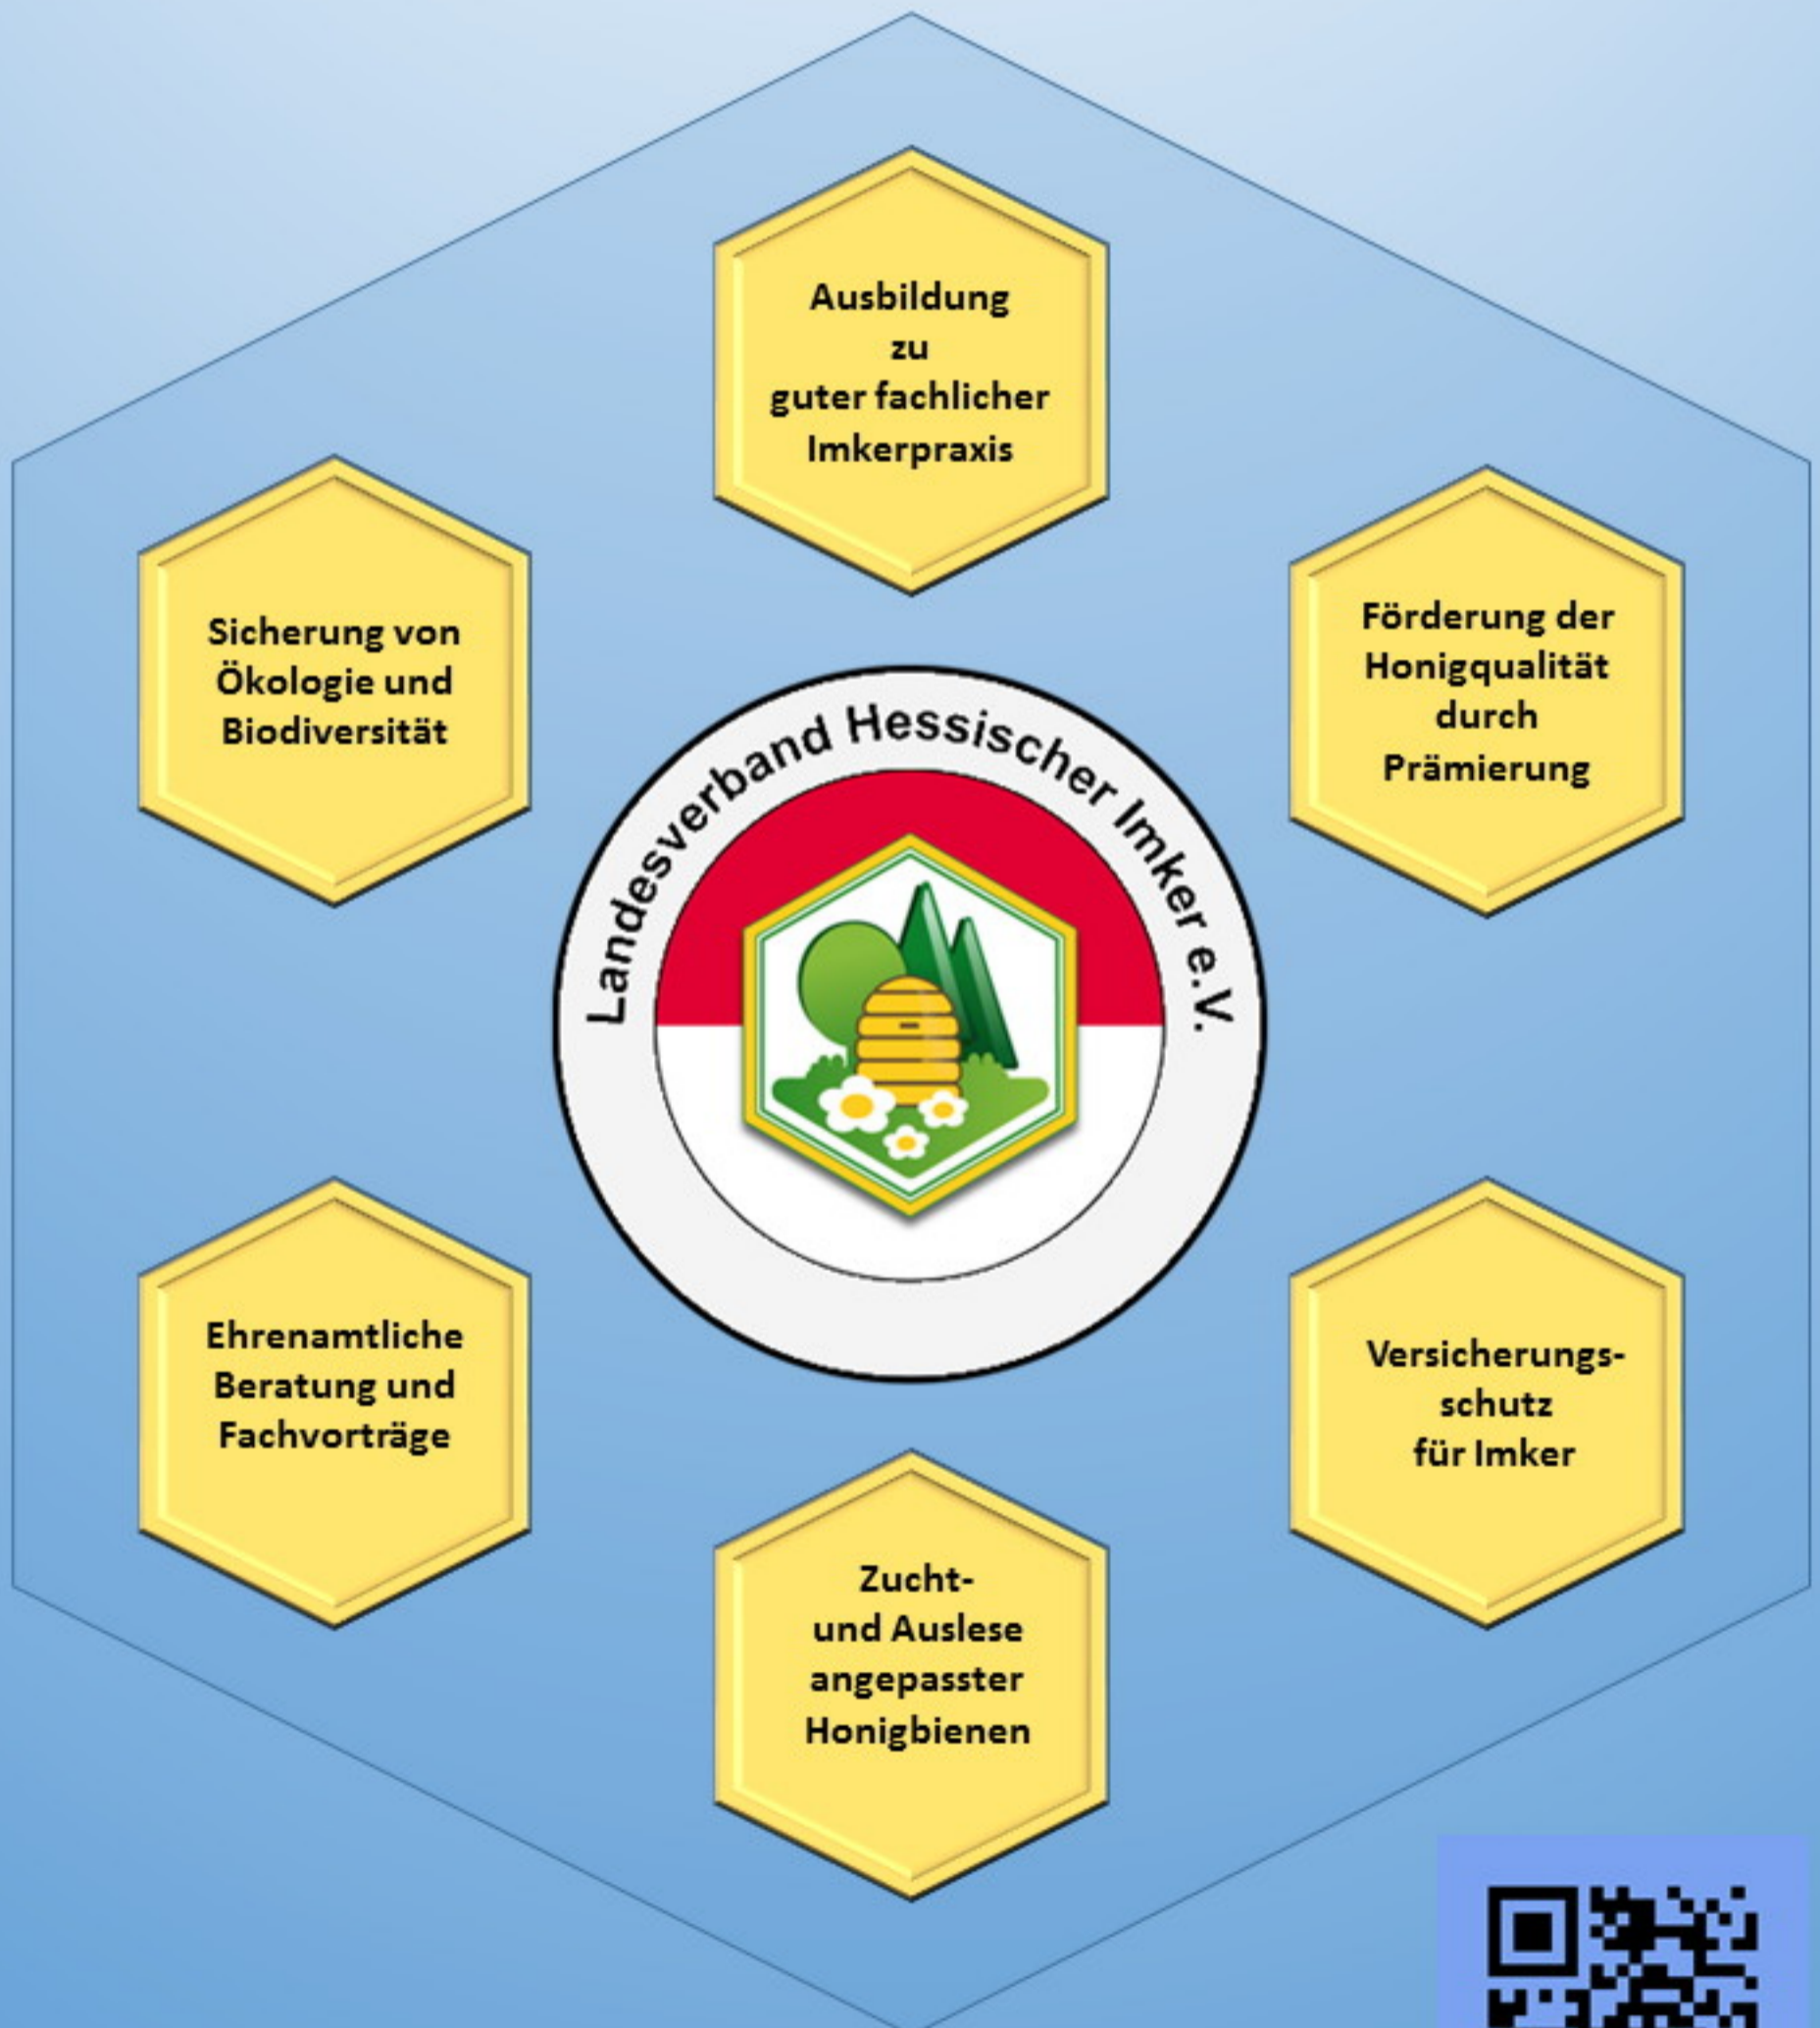 Ausbildung
zu
guter fachlicher
Imkerpraxis
Sicherung von
Ökologie und
Biodiversität
Förderung der
Honigqualität
durch
Prämierung
Landesverband Hessischer Imker e.V.
Ehrenamtliche
Beratung und
Fachvorträge
Versicherungs-
schutz
für Imker
Zucht-
und Auslese
angepasster
Honigbienen